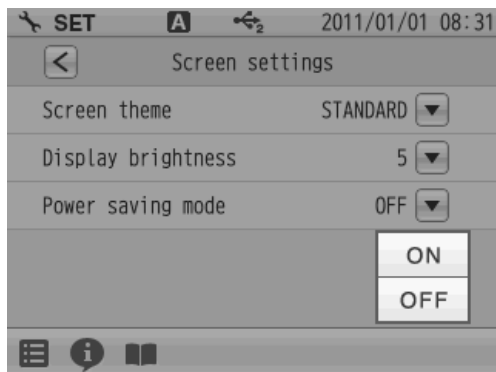 SET A 2 2011/01/01 08:31
Screen settings
Screen theme STANDARD
Display brightness 5
Power saving mode OFF
ON
OFF